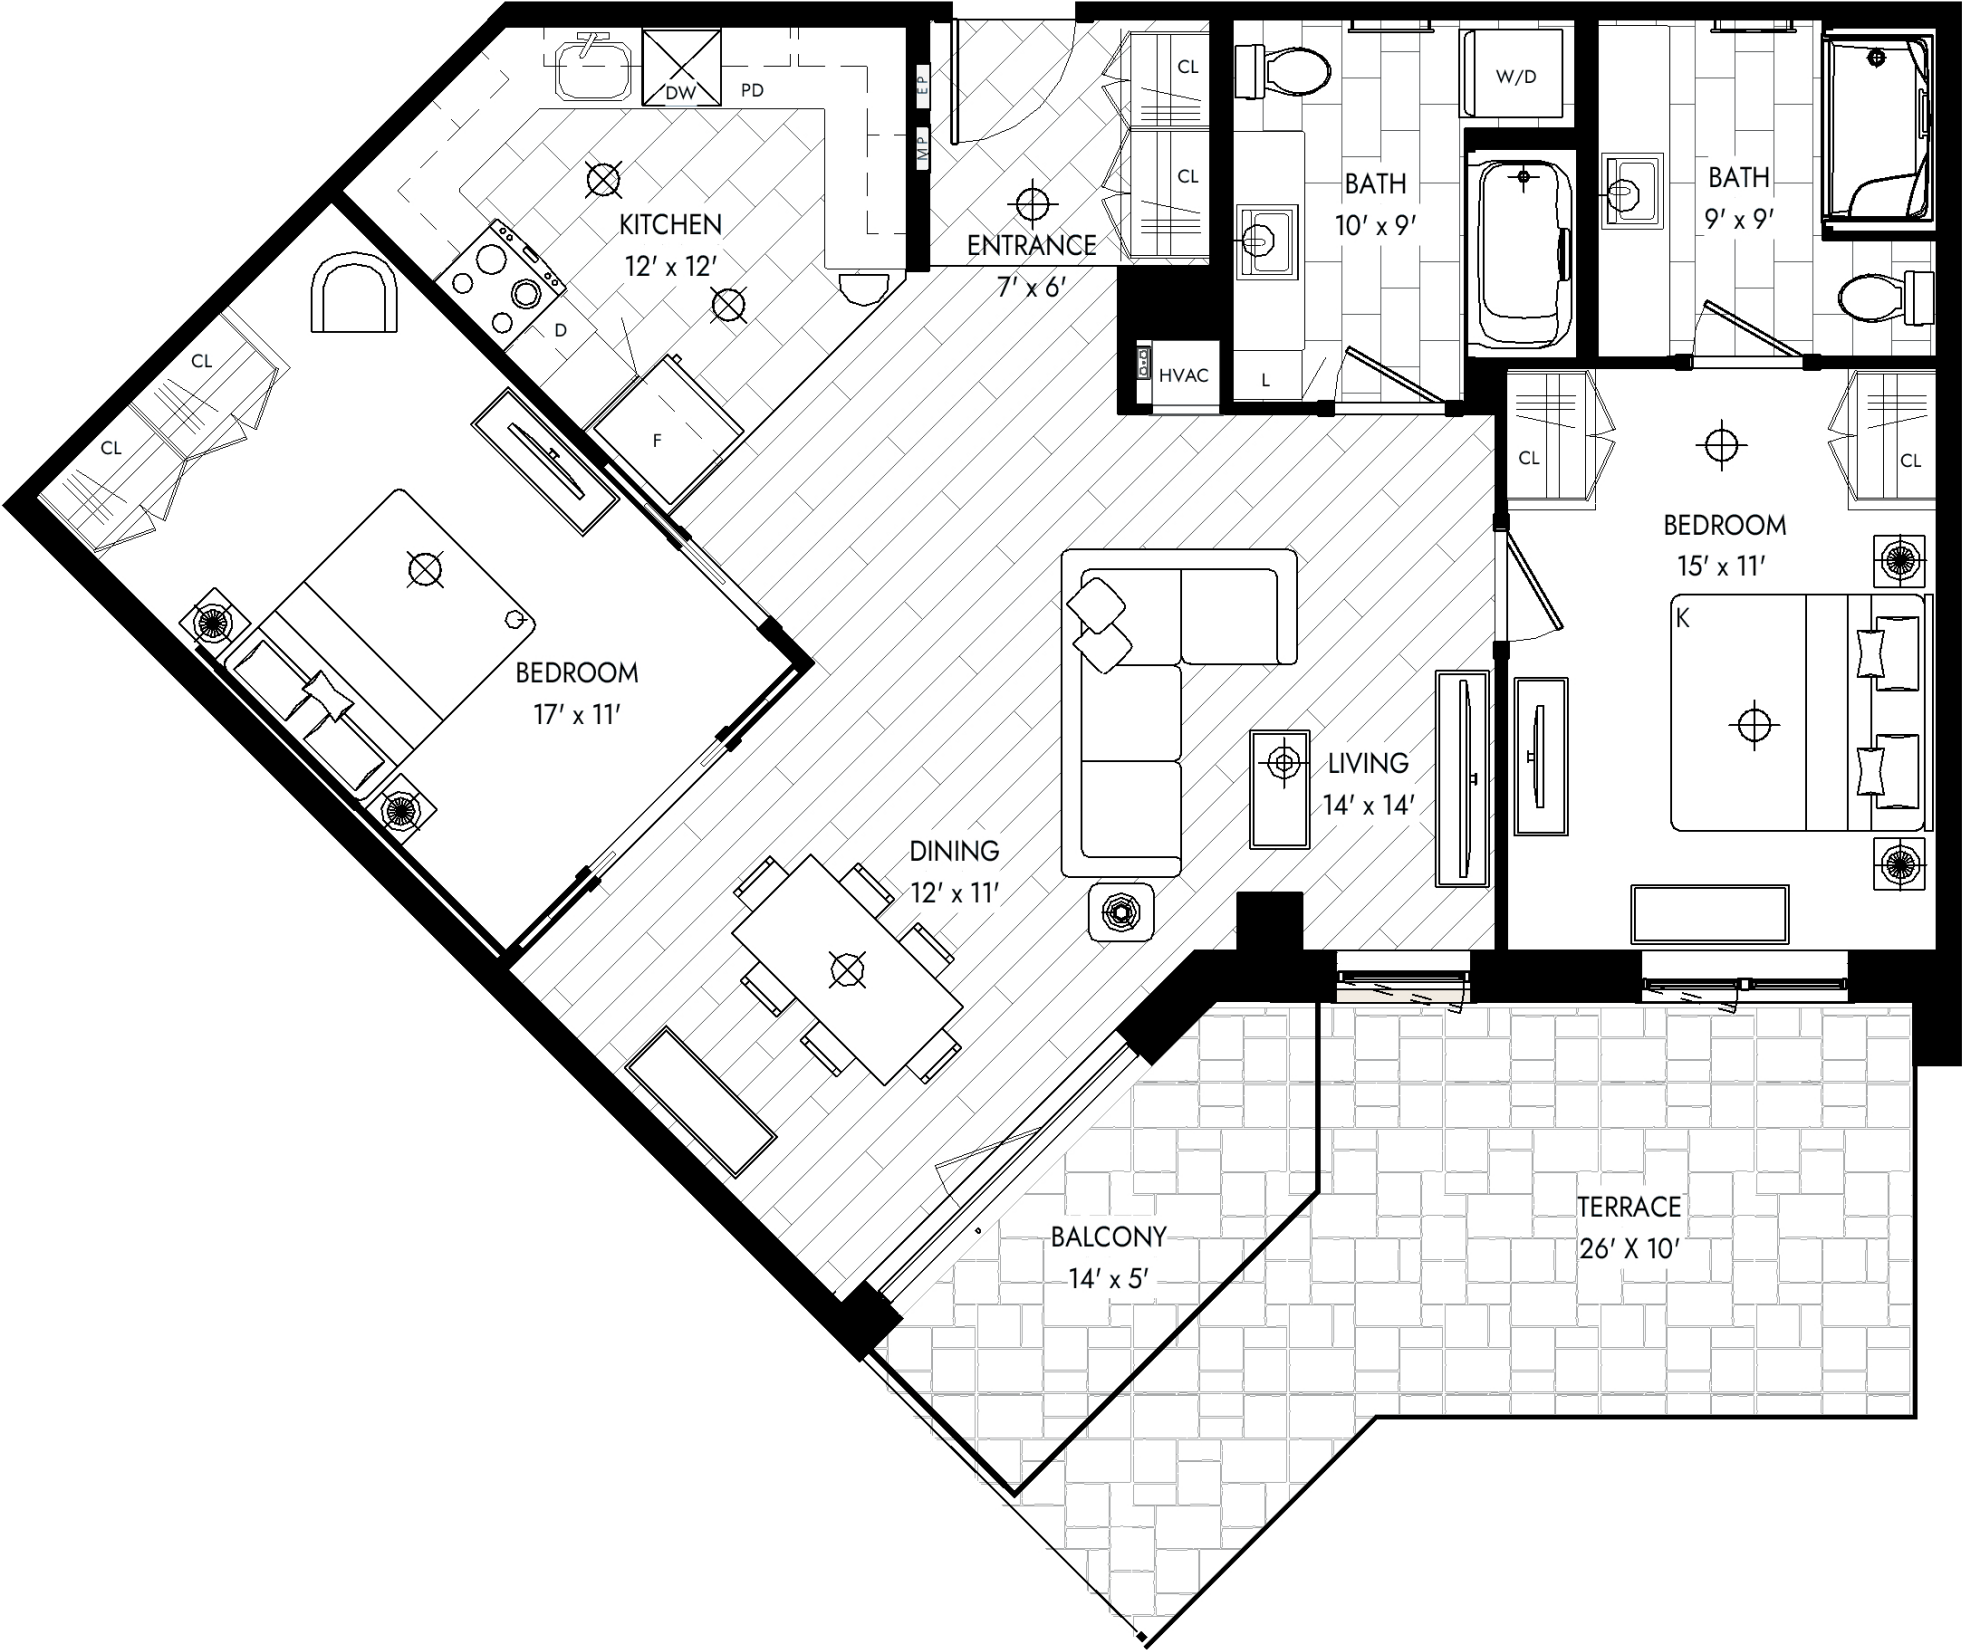 DW
PD
EP
MP
CL
CL
W/D
KITCHEN
12' x 12'
ENTRANCE
7' x 6'
BATH
10' x 9'
BATH
9' x 9'
D
F
HVAC
L
CL
CL
CL
CL
BEDROOM
15' x 11'
K
BEDROOM
17' x 11'
LIVING
14' x 14'
DINING
12' x 11'
BALCONY
14' x 5'
TERRACE
26' X 10'